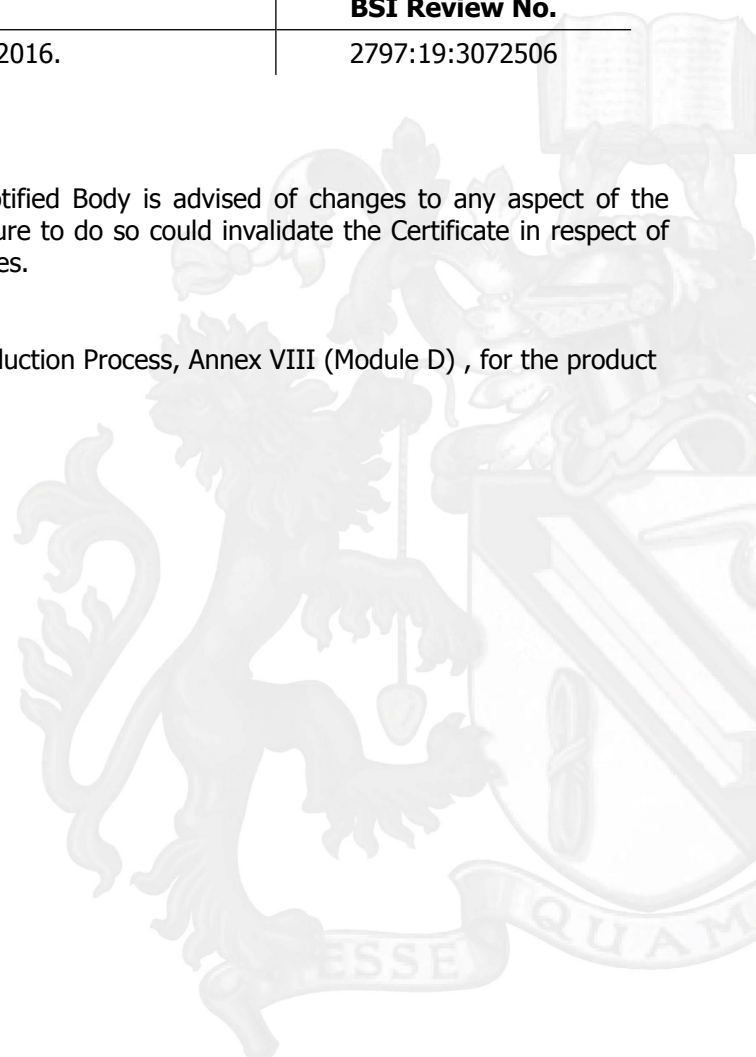 BSI Review No.
2016.
2797:19:3072506
tified Body is advised of changes to any aspect of the
ure to do so could invalidate the Certificate in respect of
es.
duction Process, Annex VIII (Module D) , for the product
ESSE
QUAM